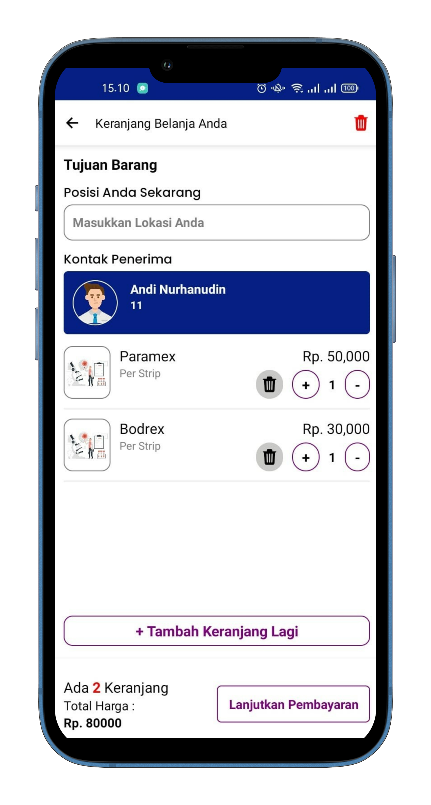 15.10
100
Keranjang Belanja Anda
Tujuan Barang
Posisi Anda Sekarang
Masukkan Lokasi Anda
Kontak Penerima
Andi Nurhanudin
11
Paramex
Rp. 50,000
Per Strip
+ 1 -
Bodrex
Rp. 30,000
Per Strip
+ 1 -
+ Tambah Keranjang Lagi
Ada 2 Keranjang
Total Harga :
Rp. 80000
Lanjutkan Pembayaran